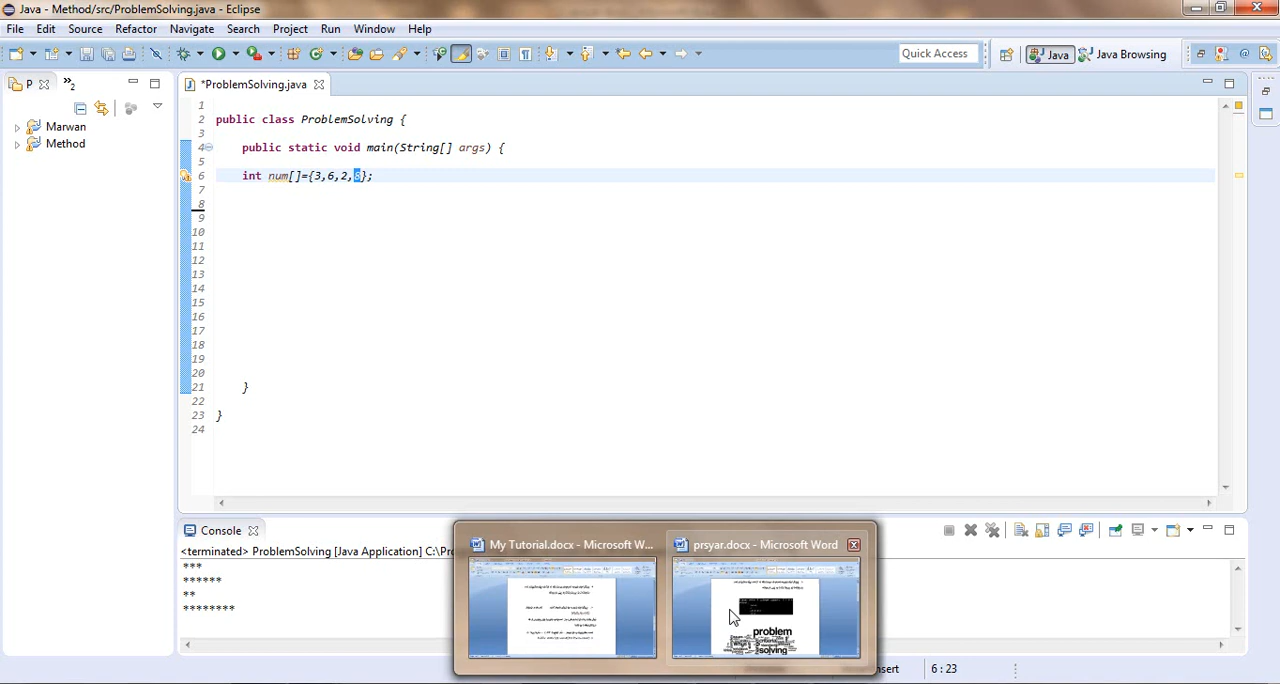 Java - Method/src/ProblemSolving.java - Eclipse
File Edit Source Refactor Navigate Search Project Run Window Help
Quick Access Java Java Browsing
P 2 *ProblemSolving.java
Marwan
Method
1
2 public class ProblemSolving {
3
4 public static void main(String[] args) {
5
6 int num[]={3,6,2,8};
7
8
9
10
11
12
13
14
15
16
17
18
19
20
21 }
22
23 }
24
Console
<terminated> ProblemSolving [Java Application] C:\Pr
***
******
**
********
My Tutorial.docx - Microsoft W...
prsyar.docx - Microsoft Word
problem
solving
nsert 6 : 23